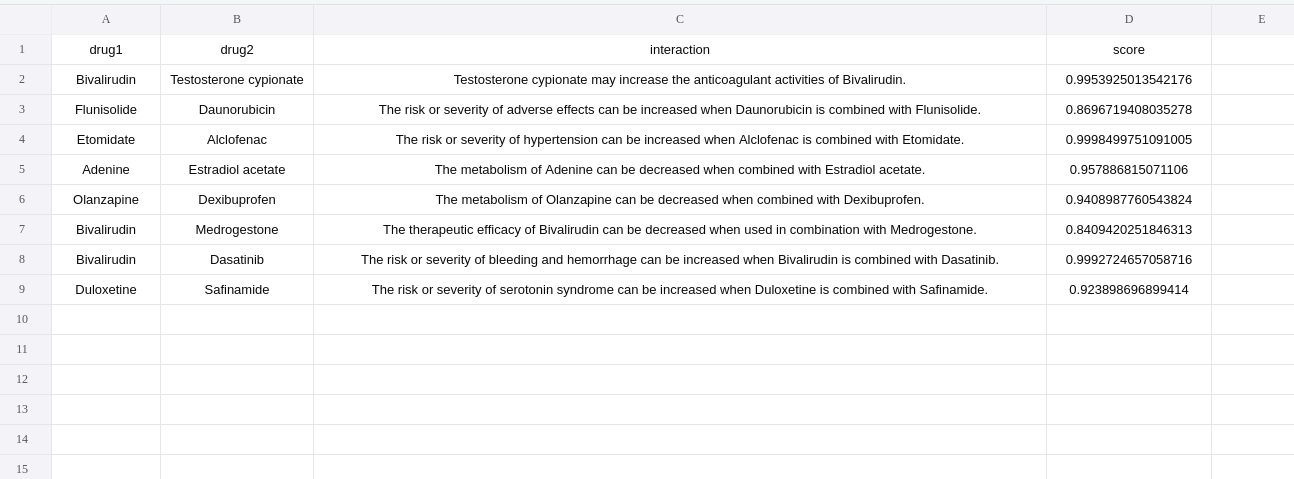 A B C D E
1 drug1 drug2 interaction score
2 Bivalirudin Testosterone cypionate Testosterone cypionate may increase the anticoagulant activities of Bivalirudin. 0.9953925013542176
3 Flunisolide Daunorubicin The risk or severity of adverse effects can be increased when Daunorubicin is combined with Flunisolide. 0.8696719408035278
4 Etomidate Alclofenac The risk or severity of hypertension can be increased when Alclofenac is combined with Etomidate. 0.9998499751091005
5 Adenine Estradiol acetate The metabolism of Adenine can be decreased when combined with Estradiol acetate. 0.957886815071106
6 Olanzapine Dexibuprofen The metabolism of Olanzapine can be decreased when combined with Dexibuprofen. 0.9408987760543824
7 Bivalirudin Medrogestone The therapeutic efficacy of Bivalirudin can be decreased when used in combination with Medrogestone. 0.8409420251846313
8 Bivalirudin Dasatinib The risk or severity of bleeding and hemorrhage can be increased when Bivalirudin is combined with Dasatinib. 0.9992724657058716
9 Duloxetine Safinamide The risk or severity of serotonin syndrome can be increased when Duloxetine is combined with Safinamide. 0.923898696899414
10
11
12
13
14
15